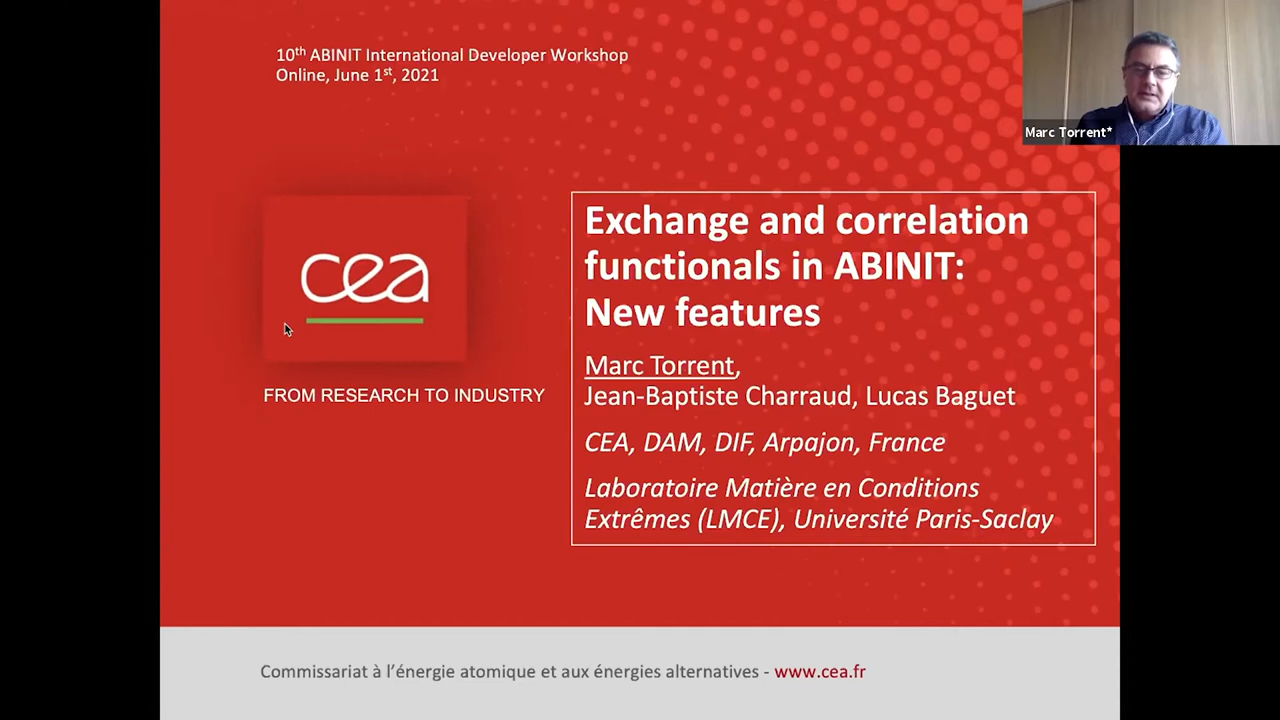 10th ABINIT International Developer Workshop
Online, June 1st, 2021
Marc Torrent*
cea
FROM RESEARCH TO INDUSTRY
Exchange and correlation
functionals in ABINIT:
New features
Marc Torrent,
Jean-Baptiste Charraud, Lucas Baguet
CEA, DAM, DIF, Arpajon, France
Laboratoire Matière en Conditions
Extrêmes (LMCE), Université Paris-Saclay
Commissariat à l’énergie atomique et aux énergies alternatives - www.cea.fr